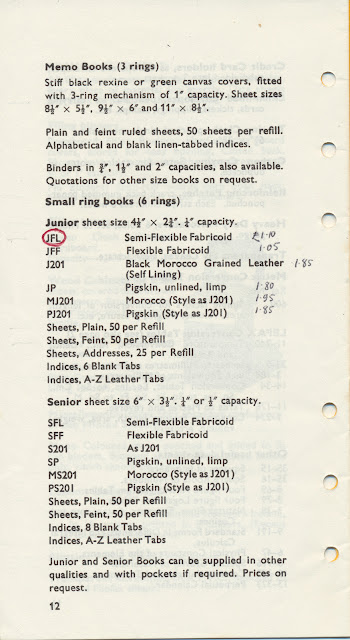 Memo Books (3 rings)
Stiff black rexine or green canvas covers, fitted
with 3-ring mechanism of 1" capacity. Sheet sizes
8½" × 5½", 9½" × 6" and 11" × 8½".
Plain and feint ruled sheets, 50 sheets per refill.
Alphabetical and blank linen-tabbed indices.
Binders in ¾", 1½" and 2" capacities, also available.
Quotations for other size books on request.
Small ring books (6 rings)
Junior sheet size 4½" × 2¾". ¼" capacity.
JFL Semi-Flexible Fabricoid £1·10
JFF Flexible Fabricoid 1·05
J201 Black Morocco Grained Leather 1·85
(Self Lining)
JP Pigskin, unlined, limp 1·80
MJ201 Morocco (Style as J201) 1·95
PJ201 Pigskin (Style as J201) 1·85
Sheets, Plain, 50 per Refill
Sheets, Feint, 50 per Refill
Sheets, Addresses, 25 per Refill
Indices, 6 Blank Tabs
Indices, A-Z Leather Tabs
Senior sheet size 6" × 3½". ¼" or ½" capacity.
SFL Semi-Flexible Fabricoid
SFF Flexible Fabricoid
S201 As J201
SP Pigskin, unlined, limp
MS201 Morocco (Style as J201)
PS201 Pigskin (Style as J201)
Sheets, Plain, 50 per Refill
Sheets, Feint, 50 per Refill
Indices, 8 Blank Tabs
Indices, A-Z Leather Tabs
Junior and Senior Books can be supplied in other
qualities and with pockets if required. Prices on
request.
12